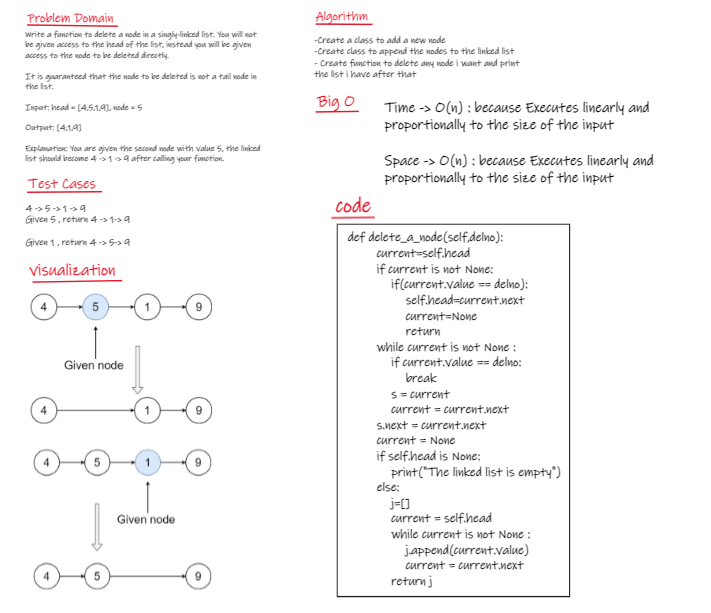 Problem Domain
Write a function to delete a node in a singly-linked list. You will not
be given access to the head of the list, instead you will be given
access to the node to be deleted directly.
It is guaranteed that the node to be deleted is not a tail node in
the list.
Input: head = [4,5,1,9], node = 5
Output: [4,1,9]
Explanation: You are given the second node with value 5, the linked
list should become 4 -> 1 -> 9 after calling your function.
Test Cases
4 -> 5 -> 1 -> 9
Given 5 , return 4 -> 1-> 9
Given 1 , return 4 -> 5-> 9
Visualization
4 5 1 9
Given node
4 1 9
4 5 1 9
Given node
4 5 9
Algorithm
-Create a class to add a new node
-Create class to append the nodes to the linked list
- Create function to delete any node i want and print
the list i have after that
Big O
Time -> O(n) : because Executes linearly and
proportionally to the size of the input
Space -> O(n) : because Executes linearly and
proportionally to the size of the input
code
def delete_a_node(self,delno):
current=self.head
if current is not None:
if(current.value == delno):
self.head=current.next
current=None
return
while current is not None :
if current.value == delno:
break
s = current
current = current.next
s.next = current.next
current = None
if self.head is None:
print("The linked list is empty")
else:
j=[]
current = self.head
while current is not None :
j.append(current.value)
current = current.next
return j